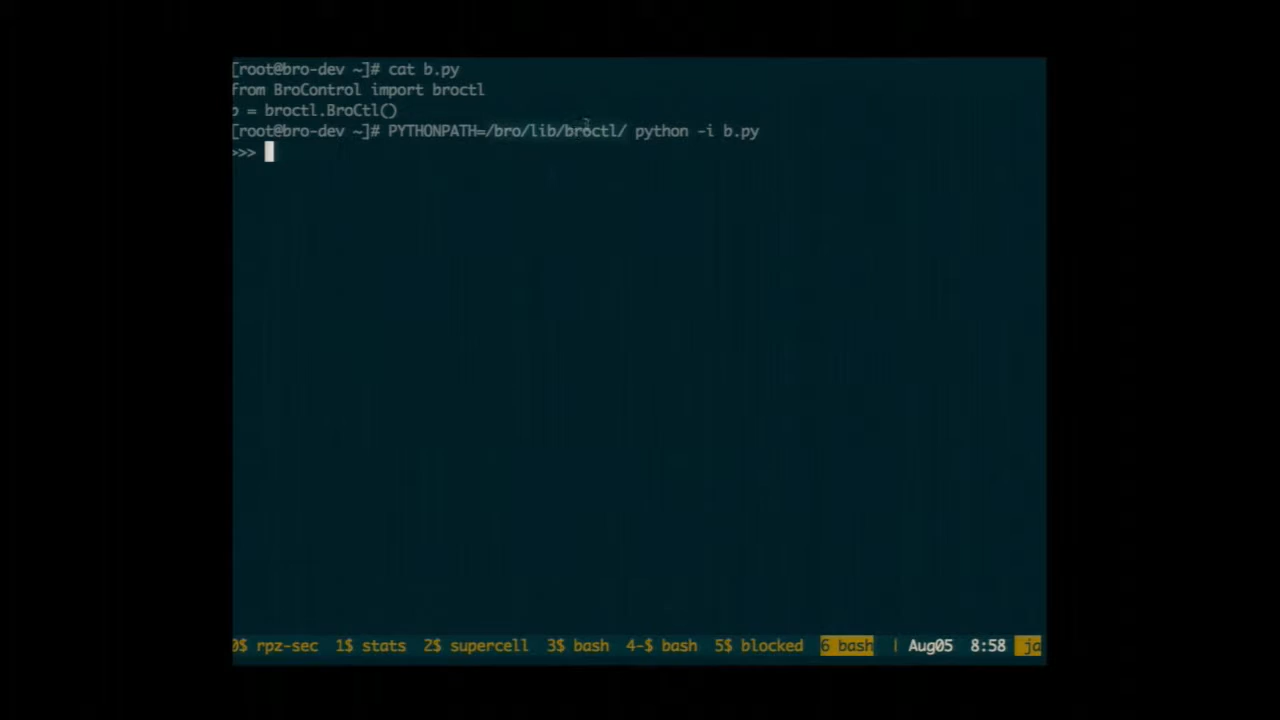 [root@bro-dev ~]# cat b.py
from BroControl import broctl
b = broctl.BroCtl()
[root@bro-dev ~]# PYTHONPATH=/bro/lib/broctl/ python -i b.py
>>>
0$ rpz-sec 1$ stats 2$ supercell 3$ bash 4-$ bash 5$ blocked 6 bash | Aug05 8:58 ja